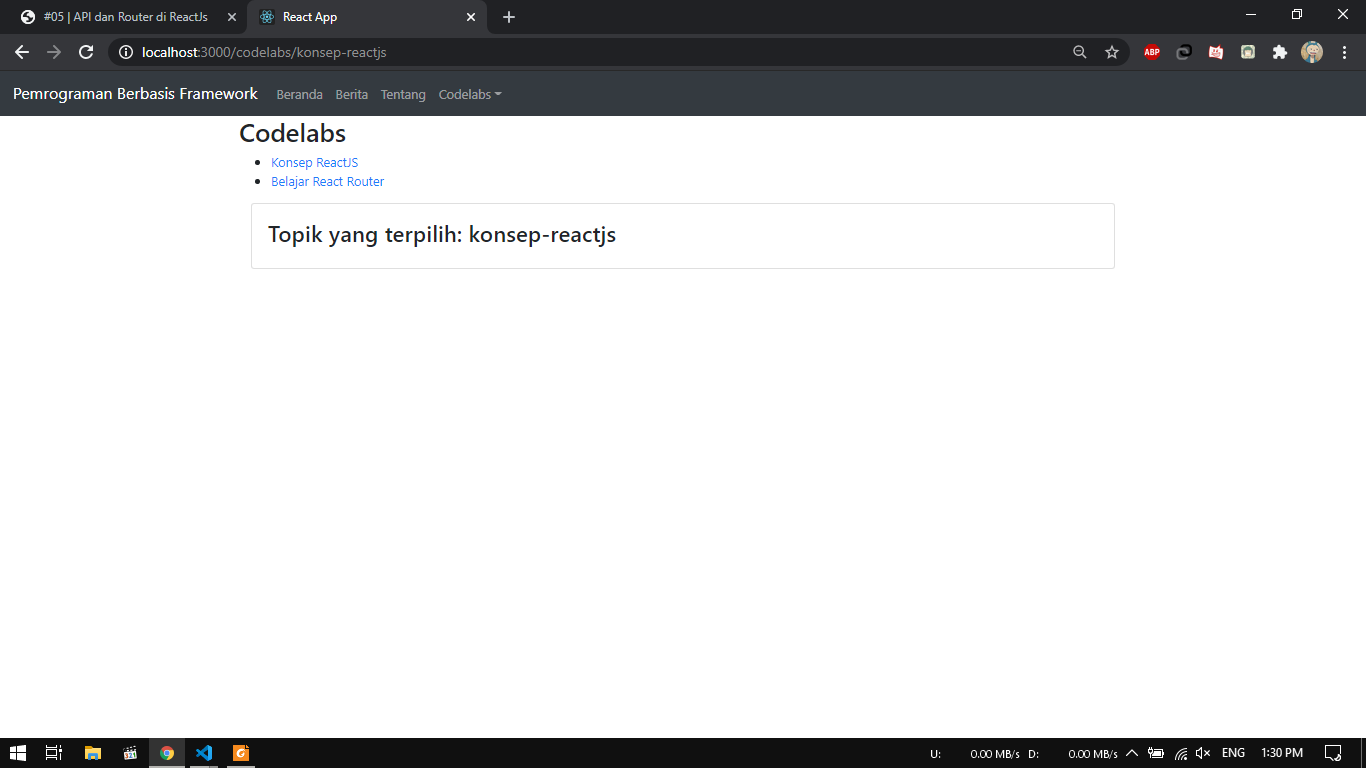 #05 | API dan Router di ReactJs
React App
localhost:3000/codelabs/konsep-reactjs
ABP
Pemrograman Berbasis Framework
Beranda
Berita
Tentang
Codelabs
Codelabs
Konsep ReactJS
Belajar React Router
Topik yang terpilih: konsep-reactjs
U: 0.00 MB/s D: 0.00 MB/s
ENG
1:30 PM